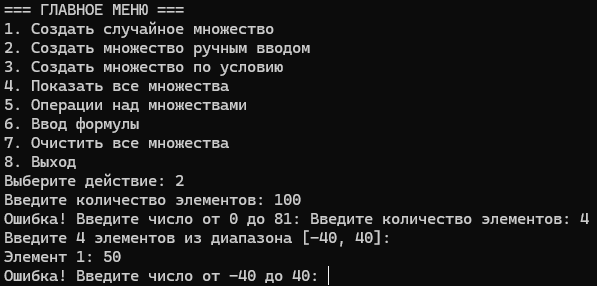 === ГЛАВНОЕ МЕНЮ ===
1. Создать случайное множество
2. Создать множество ручным вводом
3. Создать множество по условию
4. Показать все множества
5. Операции над множествами
6. Ввод формулы
7. Очистить все множества
8. Выход
Выберите действие: 2
Введите количество элементов: 100
Ошибка! Введите число от 0 до 81: Введите количество элементов: 4
Введите 4 элементов из диапазона [-40, 40]:
Элемент 1: 50
Ошибка! Введите число от -40 до 40: